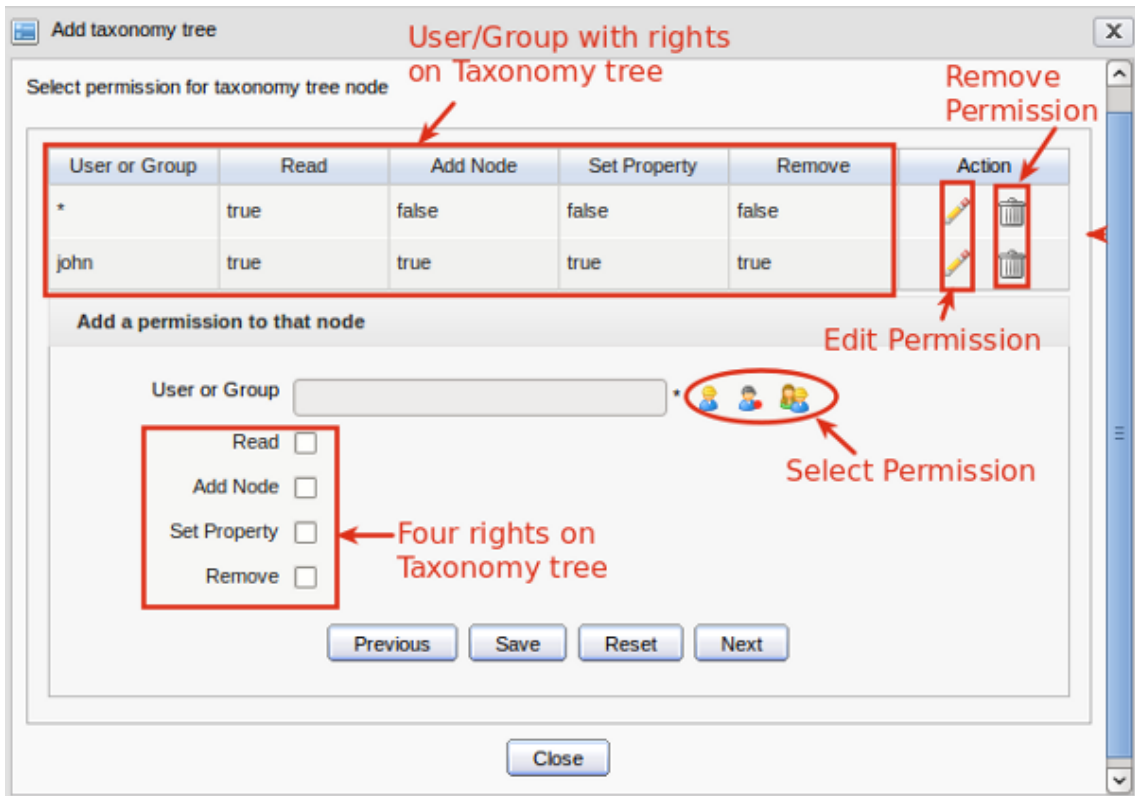 Add taxonomy tree
X
User/Group with rights
on Taxonomy tree
Select permission for taxonomy tree node
Remove
Permission
User or Group Read Add Node Set Property Remove Action
* true false false false
john true true true true
Add a permission to that node
Edit Permission
User or Group *
Select Permission
Read
Add Node
Set Property
Remove
Four rights on
Taxonomy tree
Previous Save Reset Next
Close